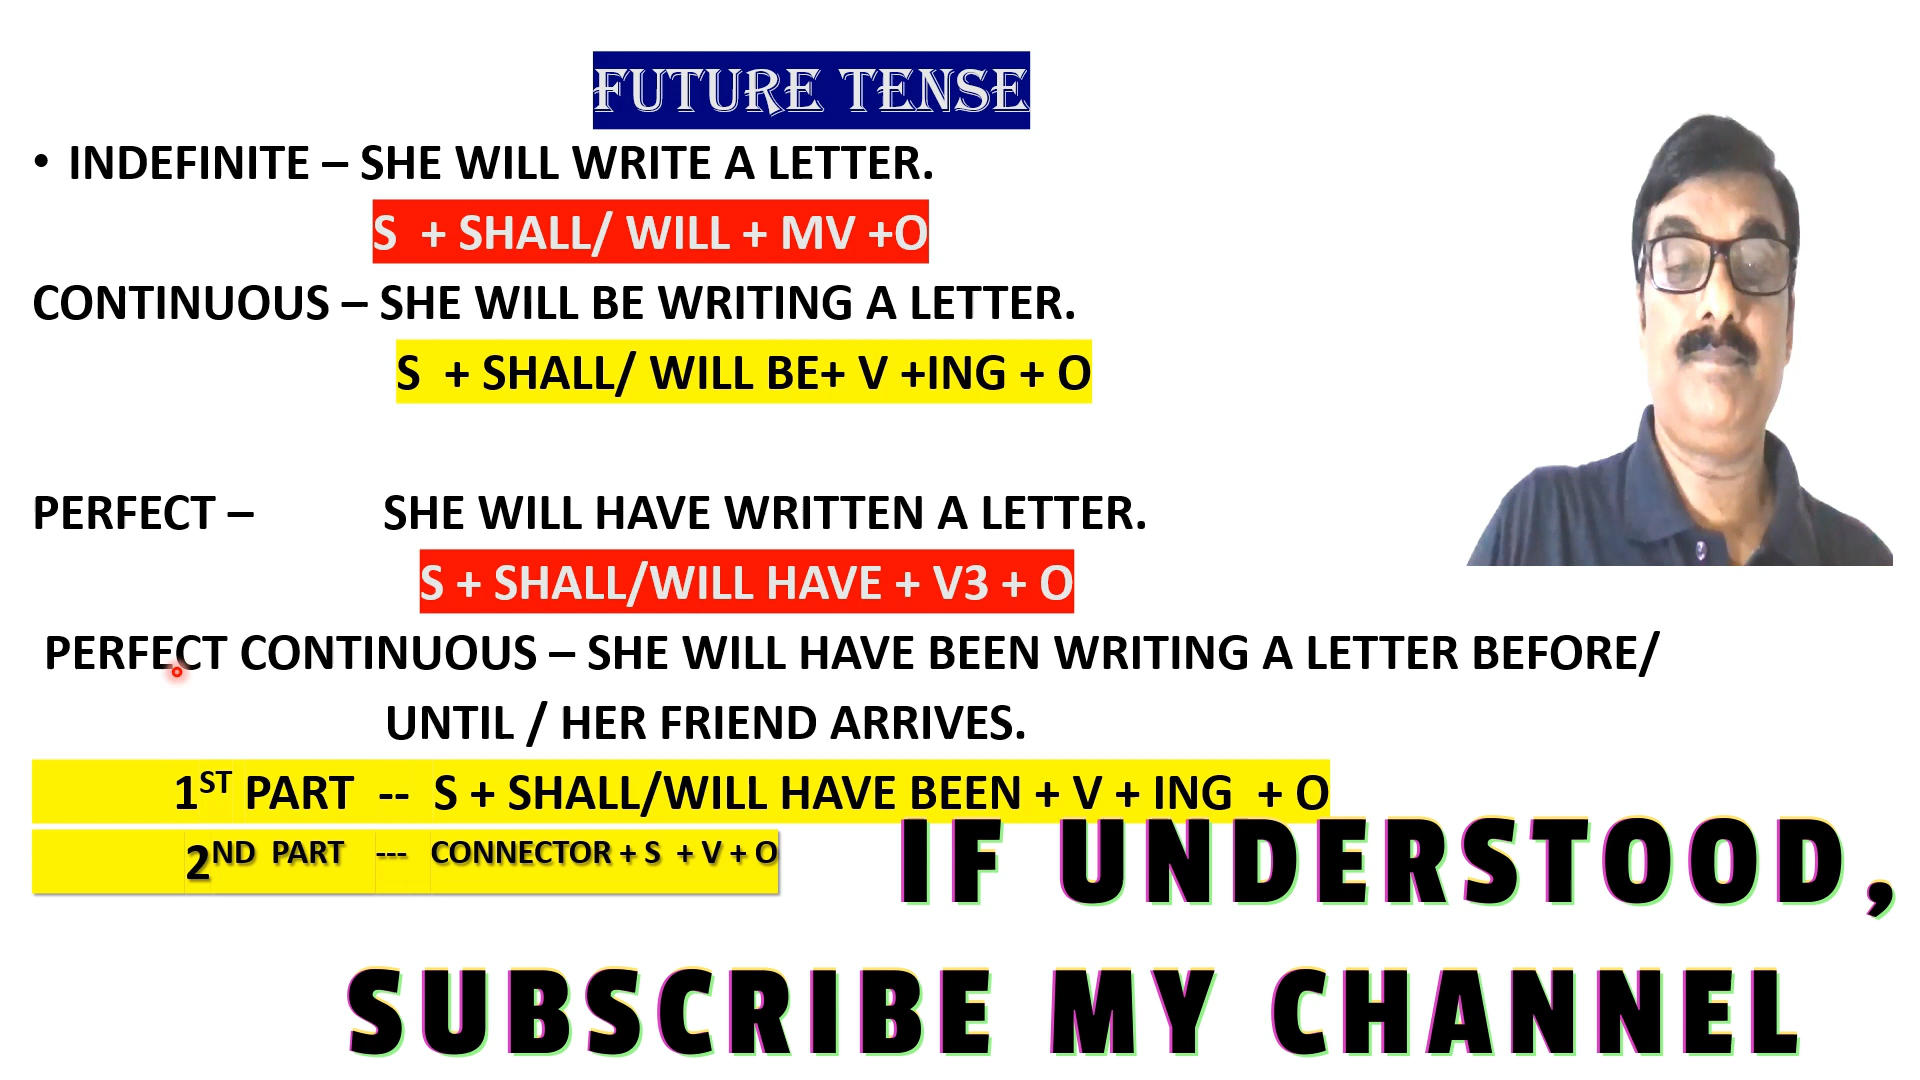 FUTURE TENSE
• INDEFINITE – SHE WILL WRITE A LETTER.
S + SHALL/ WILL + MV +O
CONTINUOUS – SHE WILL BE WRITING A LETTER.
S + SHALL/ WILL BE+ V +ING + O
PERFECT – SHE WILL HAVE WRITTEN A LETTER.
S + SHALL/WILL HAVE + V3 + O
PERFECT CONTINUOUS – SHE WILL HAVE BEEN WRITING A LETTER BEFORE/
UNTIL / HER FRIEND ARRIVES.
1ST PART -- S + SHALL/WILL HAVE BEEN + V + ING + O
2ND PART --- CONNECTOR + S + V + O
IF UNDERSTOOD,
SUBSCRIBE MY CHANNEL